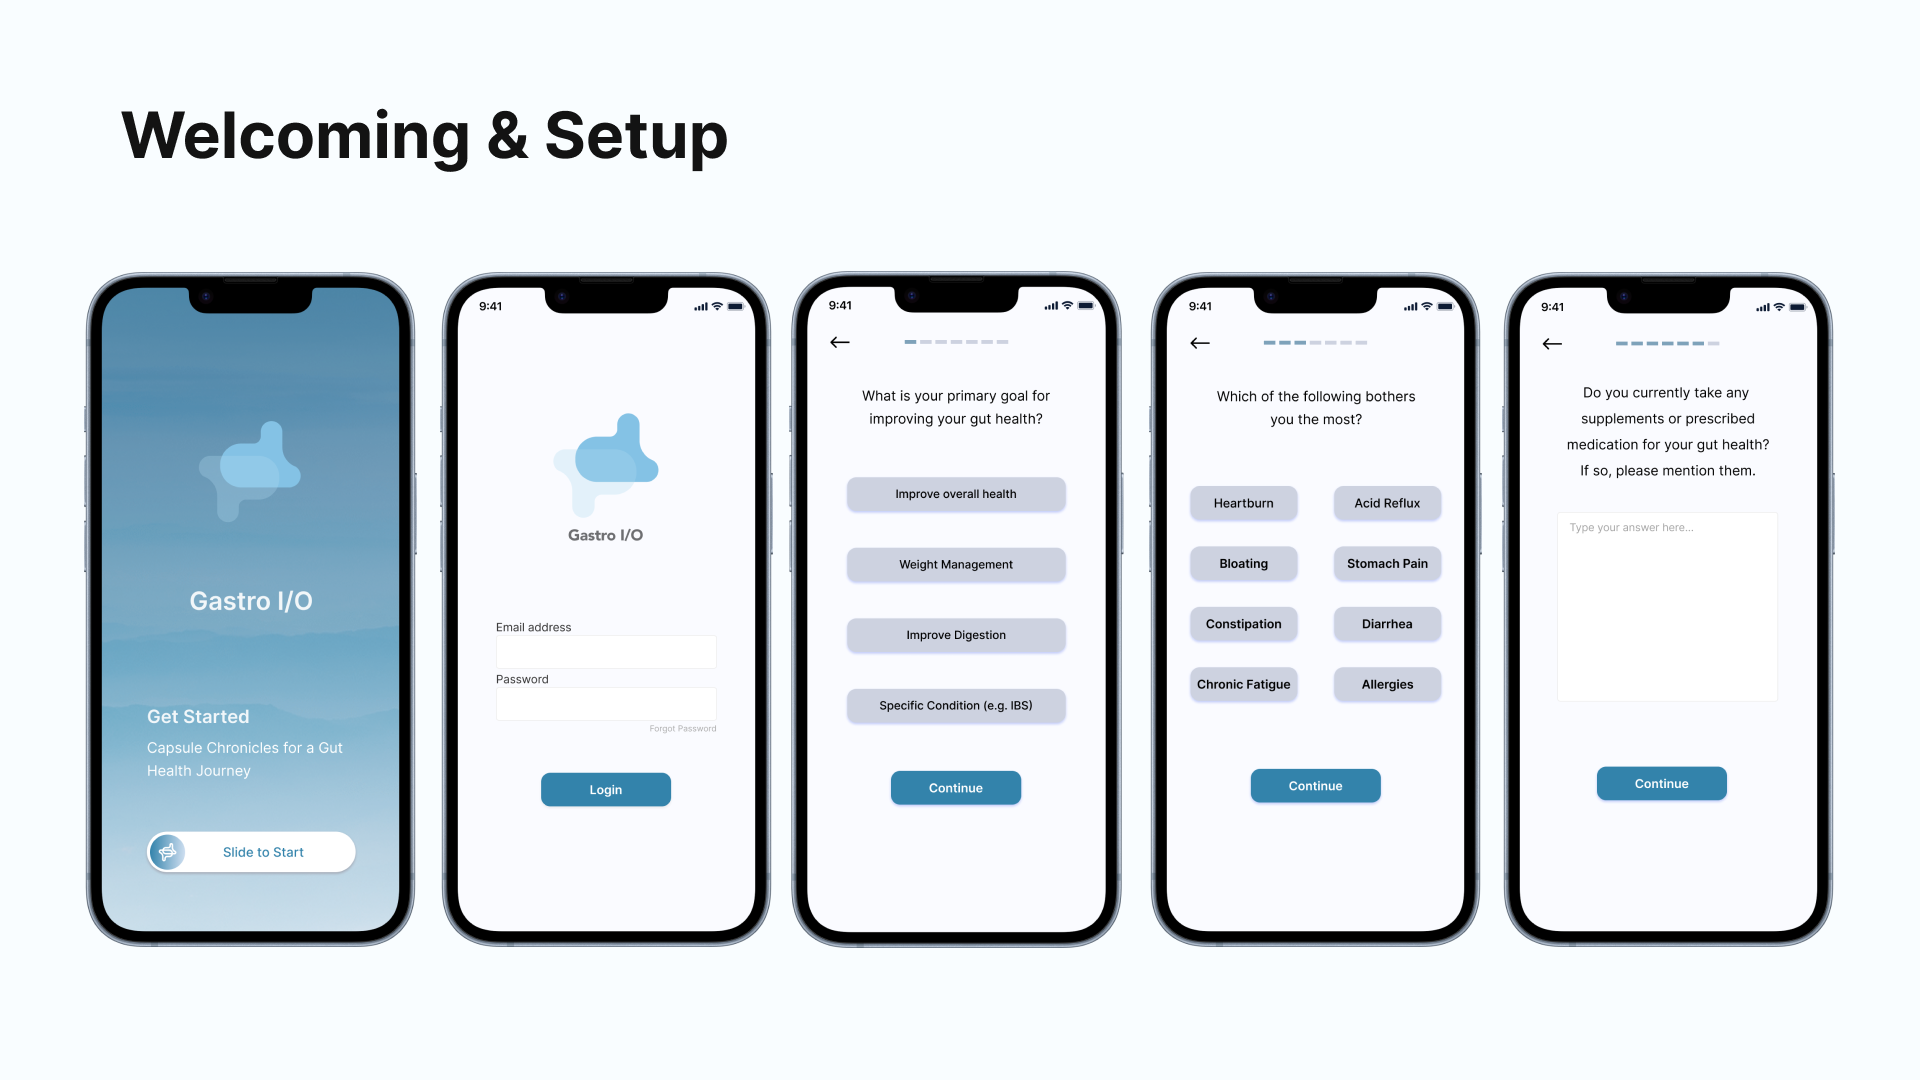 Welcoming & Setup
Gastro I/O
Get Started
Capsule Chronicles for a Gut
Health Journey
Slide to Start
9:41
Gastro I/O
Email address
Password
Forgot Password
Login
9:41
What is your primary goal for
improving your gut health?
Improve overall health
Weight Management
Improve Digestion
Specific Condition (e.g. IBS)
Continue
9:41
Which of the following bothers
you the most?
Heartburn
Acid Reflux
Bloating
Stomach Pain
Constipation
Diarrhea
Chronic Fatigue
Allergies
Continue
9:41
Do you currently take any
supplements or prescribed
medication for your gut health?
If so, please mention them.
Type your answer here...
Continue